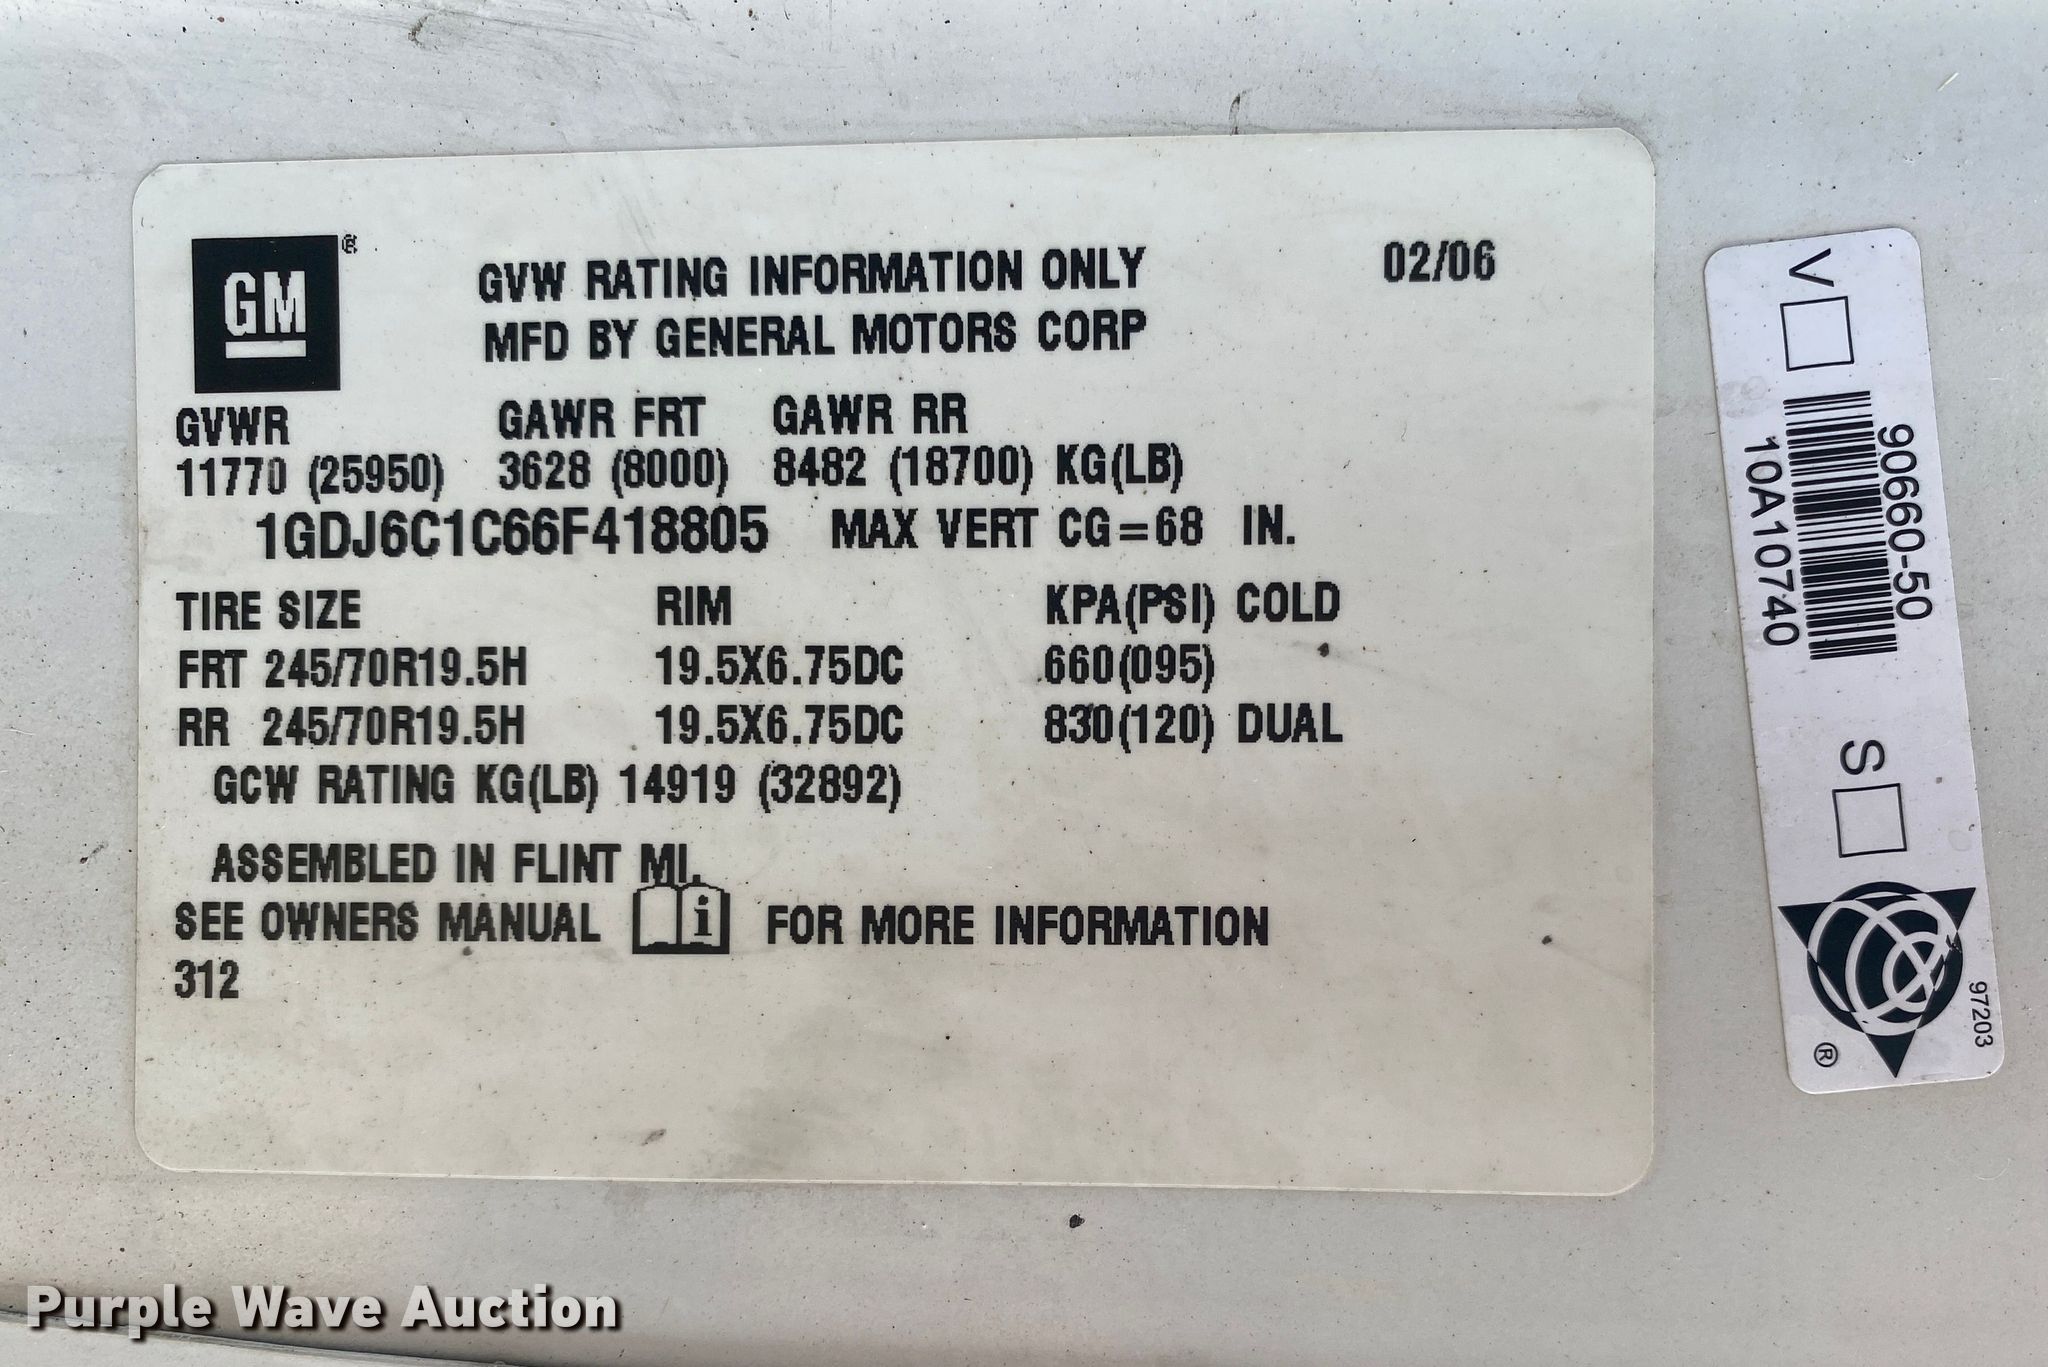 GM ®
GVW RATING INFORMATION ONLY 02/06
MFD BY GENERAL MOTORS CORP
GVWR GAWR FRT GAWR RR
11770 (25950) 3628 (8000) 8482 (18700) KG(LB)
1GDJ6C1C66F418805 MAX VERT CG=68 IN.
TIRE SIZE RIM KPA(PSI) COLD
FRT 245/70R19.5H 19.5X6.75DC 660(095)
RR 245/70R19.5H 19.5X6.75DC 830(120) DUAL
GCW RATING KG(LB) 14919 (32892)
ASSEMBLED IN FLINT MI.
SEE OWNERS MANUAL i FOR MORE INFORMATION
312
V
90660-50
10A10740
S
97203
®
Purple Wave Auction